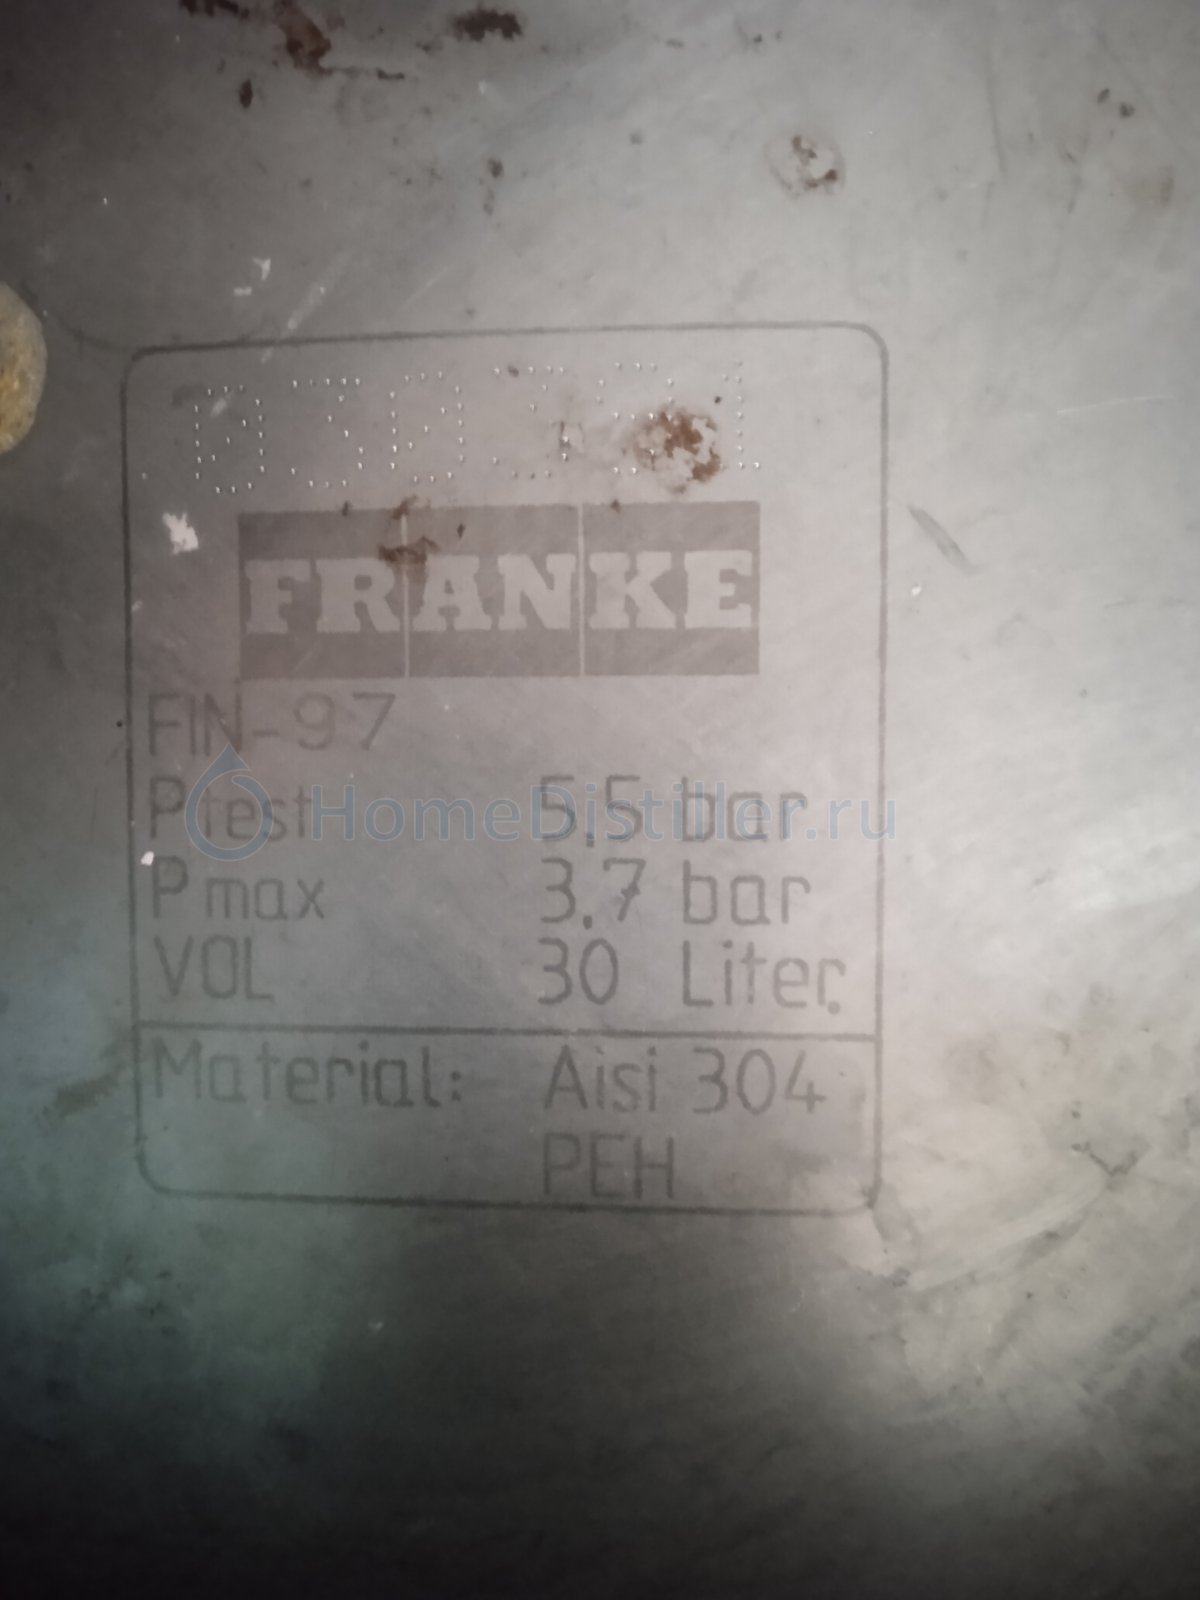 FRANKE
FIN-97
Ptest 5,5 bar
HomeDistiller.ru
Pmax 3,7 bar
VOL 30 Liter.
Material: Aisi 304
PEH